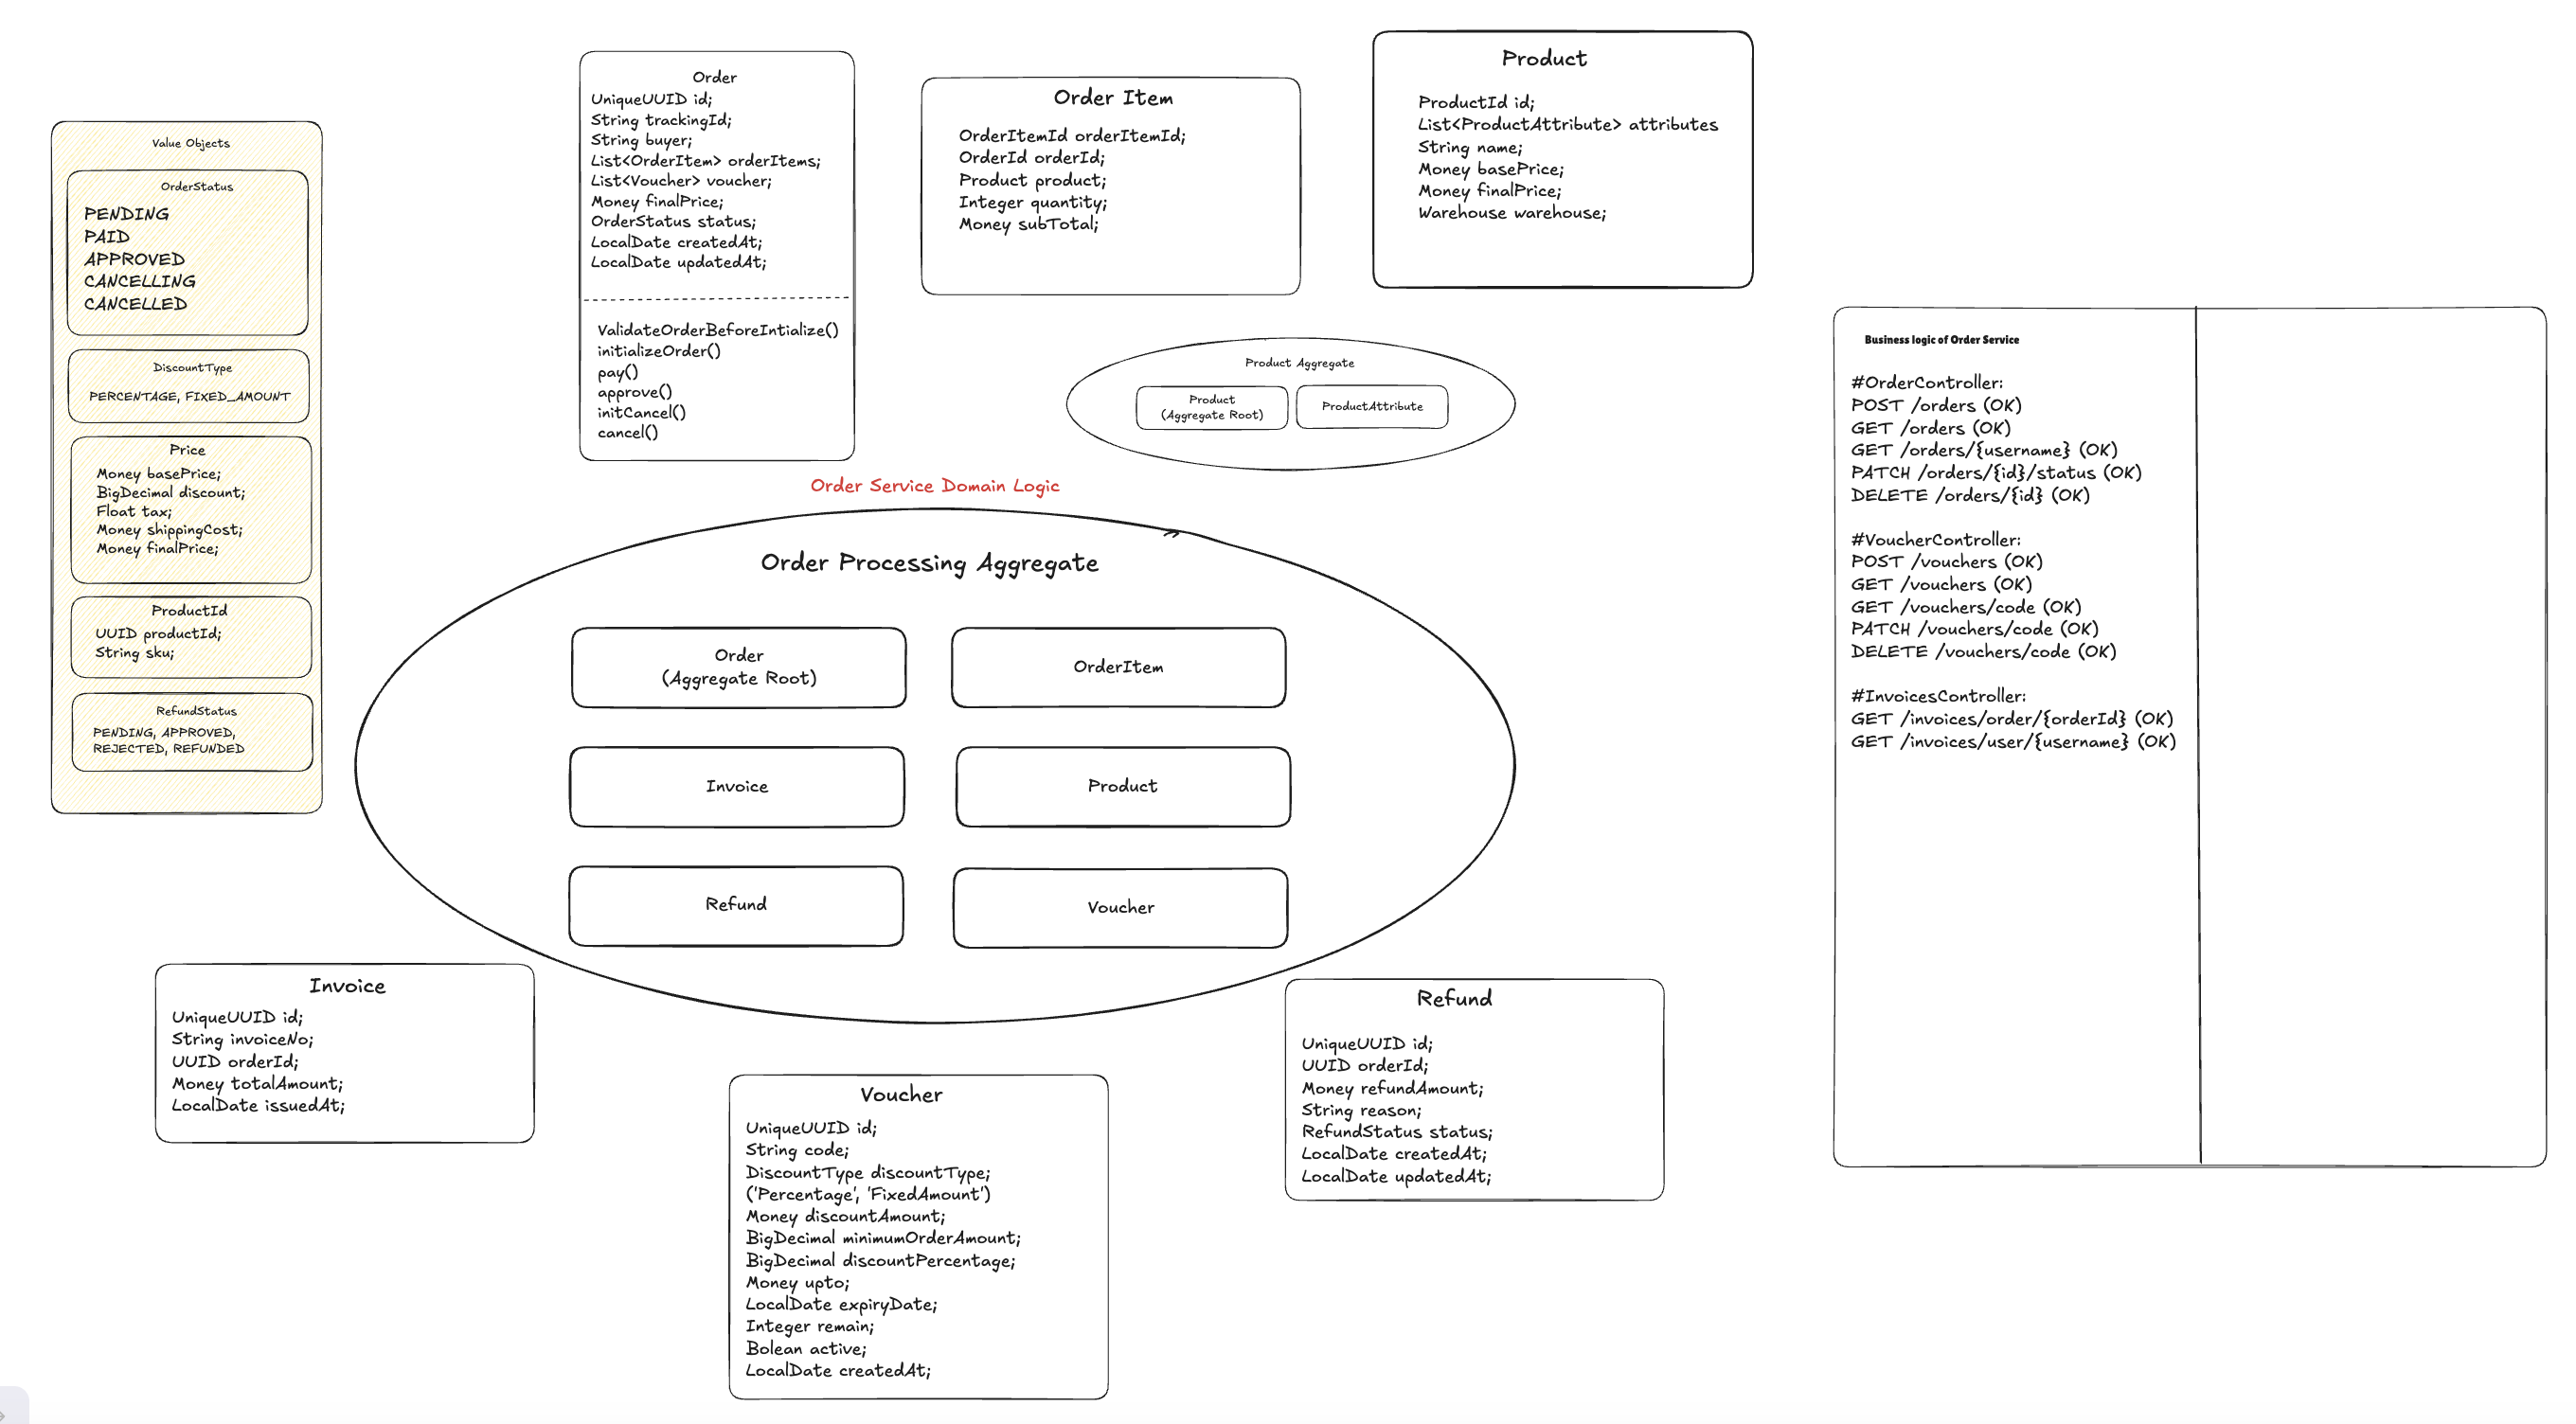 Value Objects
OrderStatus
PENDING
PAID
APPROVED
CANCELLING
CANCELLED
DiscountType
PERCENTAGE, FIXED_AMOUNT
Price
Money basePrice;
BigDecimal discount;
Float tax;
Money shippingCost;
Money finalPrice;
ProductId
UUID productId;
String sku;
RefundStatus
PENDING, APPROVED,
REJECTED, REFUNDED
Order
UniqueUUID id;
String trackingId;
String buyer;
List<OrderItem> orderItems;
List<Voucher> voucher;
Money finalPrice;
OrderStatus status;
LocalDate createdAt;
LocalDate updatedAt;
ValidateOrderBeforeIntialize()
initializeOrder()
pay()
approve()
initCancel()
cancel()
Order Item
OrderItemId orderItemId;
OrderId orderId;
Product product;
Integer quantity;
Money subTotal;
Product
ProductId id;
List<ProductAttribute> attributes
String name;
Money basePrice;
Money finalPrice;
Warehouse warehouse;
Product Aggregate
Product
(Aggregate Root)
ProductAttribute
Order Service Domain Logic
Order Processing Aggregate
Order
(Aggregate Root)
OrderItem
Invoice
Product
Refund
Voucher
Invoice
UniqueUUID id;
String invoiceNo;
UUID orderId;
Money totalAmount;
LocalDate issuedAt;
Voucher
UniqueUUID id;
String code;
DiscountType discountType;
('Percentage', 'FixedAmount')
Money discountAmount;
BigDecimal minimumOrderAmount;
BigDecimal discountPercentage;
Money upto;
LocalDate expiryDate;
Integer remain;
Bolean active;
LocalDate createdAt;
Refund
UniqueUUID id;
UUID orderId;
Money refundAmount;
String reason;
RefundStatus status;
LocalDate createdAt;
LocalDate updatedAt;
Business logic of Order Service
#OrderController:
POST /orders (OK)
GET /orders (OK)
GET /orders/{username} (OK)
PATCH /orders/{id}/status (OK)
DELETE /orders/{id} (OK)
#VoucherController:
POST /vouchers (OK)
GET /vouchers (OK)
GET /vouchers/code (OK)
PATCH /vouchers/code (OK)
DELETE /vouchers/code (OK)
#InvoicesController:
GET /invoices/order/{orderId} (OK)
GET /invoices/user/{username} (OK)